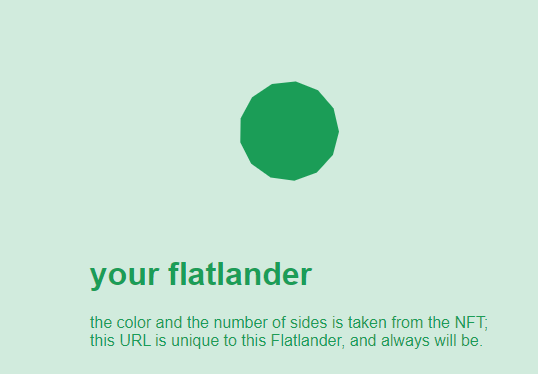 your flatlander
the color and the number of sides is taken from the NFT;
this URL is unique to this Flatlander, and always will be.